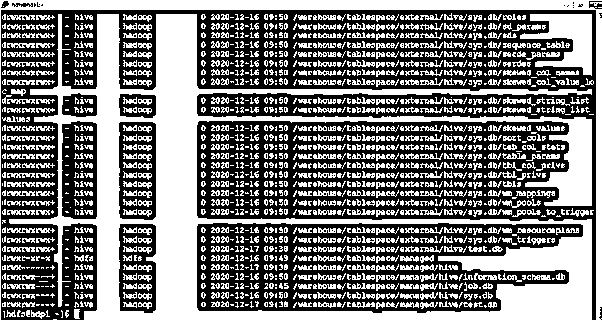 drwxrwxrwx+ - hive hadoop 0 2020-12-16 09:50 /warehouse/tablespace/external/hive/sys.db/roles
drwxrwxrwx+ - hive hadoop 0 2020-12-16 09:50 /warehouse/tablespace/external/hive/sys.db/sd_params
drwxrwxrwx+ - hive hadoop 0 2020-12-16 09:50 /warehouse/tablespace/external/hive/sys.db/sds
drwxrwxrwx+ - hive hadoop 0 2020-12-16 09:50 /warehouse/tablespace/external/hive/sys.db/sequence_table
drwxrwxrwx+ - hive hadoop 0 2020-12-16 09:50 /warehouse/tablespace/external/hive/sys.db/serde_params
drwxrwxrwx+ - hive hadoop 0 2020-12-16 09:50 /warehouse/tablespace/external/hive/sys.db/serdes
drwxrwxrwx+ - hive hadoop 0 2020-12-16 09:50 /warehouse/tablespace/external/hive/sys.db/skewed_col_names
drwxrwxrwx+ - hive hadoop 0 2020-12-16 09:50 /warehouse/tablespace/external/hive/sys.db/skewed_col_value_lo
c_map
drwxrwxrwx+ - hive hadoop 0 2020-12-16 09:50 /warehouse/tablespace/external/hive/sys.db/skewed_string_list
drwxrwxrwx+ - hive hadoop 0 2020-12-16 09:50 /warehouse/tablespace/external/hive/sys.db/skewed_string_list_
values
drwxrwxrwx+ - hive hadoop 0 2020-12-16 09:50 /warehouse/tablespace/external/hive/sys.db/skewed_values
drwxrwxrwx+ - hive hadoop 0 2020-12-16 09:50 /warehouse/tablespace/external/hive/sys.db/sort_cols
drwxrwxrwx+ - hive hadoop 0 2020-12-16 09:50 /warehouse/tablespace/external/hive/sys.db/tab_col_stats
drwxrwxrwx+ - hive hadoop 0 2020-12-16 09:50 /warehouse/tablespace/external/hive/sys.db/table_params
drwxrwxrwx+ - hive hadoop 0 2020-12-16 09:50 /warehouse/tablespace/external/hive/sys.db/tbl_col_privs
drwxrwxrwx+ - hive hadoop 0 2020-12-16 09:50 /warehouse/tablespace/external/hive/sys.db/tbl_privs
drwxrwxrwx+ - hive hadoop 0 2020-12-16 09:50 /warehouse/tablespace/external/hive/sys.db/tbls
drwxrwxrwx+ - hive hadoop 0 2020-12-16 09:50 /warehouse/tablespace/external/hive/sys.db/wm_mappings
drwxrwxrwx+ - hive hadoop 0 2020-12-16 09:50 /warehouse/tablespace/external/hive/sys.db/wm_pools
drwxrwxrwx+ - hive hadoop 0 2020-12-16 09:50 /warehouse/tablespace/external/hive/sys.db/wm_pools_to_trigger
s
drwxrwxrwx+ - hive hadoop 0 2020-12-16 09:50 /warehouse/tablespace/external/hive/sys.db/wm_resourceplans
drwxrwxrwx+ - hive hadoop 0 2020-12-16 09:50 /warehouse/tablespace/external/hive/sys.db/wm_triggers
drwxrwxrwx+ - hive hadoop 0 2020-12-17 09:38 /warehouse/tablespace/external/hive/test.db
drwxr-xr-x - hdfs hdfs 0 2020-12-16 09:38 /warehouse/tablespace/managed
drwx------+ - hive hadoop 0 2020-12-17 09:38 /warehouse/tablespace/managed/hive
drwxrwx---+ - hive hadoop 0 2020-12-16 09:50 /warehouse/tablespace/managed/hive/information_schema.db
drwxrwx---+ - hive hadoop 0 2020-12-16 20:45 /warehouse/tablespace/managed/hive/job.db
drwxrwx---+ - hive hadoop 0 2020-12-16 09:50 /warehouse/tablespace/managed/hive/sys.db
drwxrwx---+ - hive hadoop 0 2020-12-17 09:38 /warehouse/tablespace/managed/hive/test.db
[hdfs@hdp1 ~]$